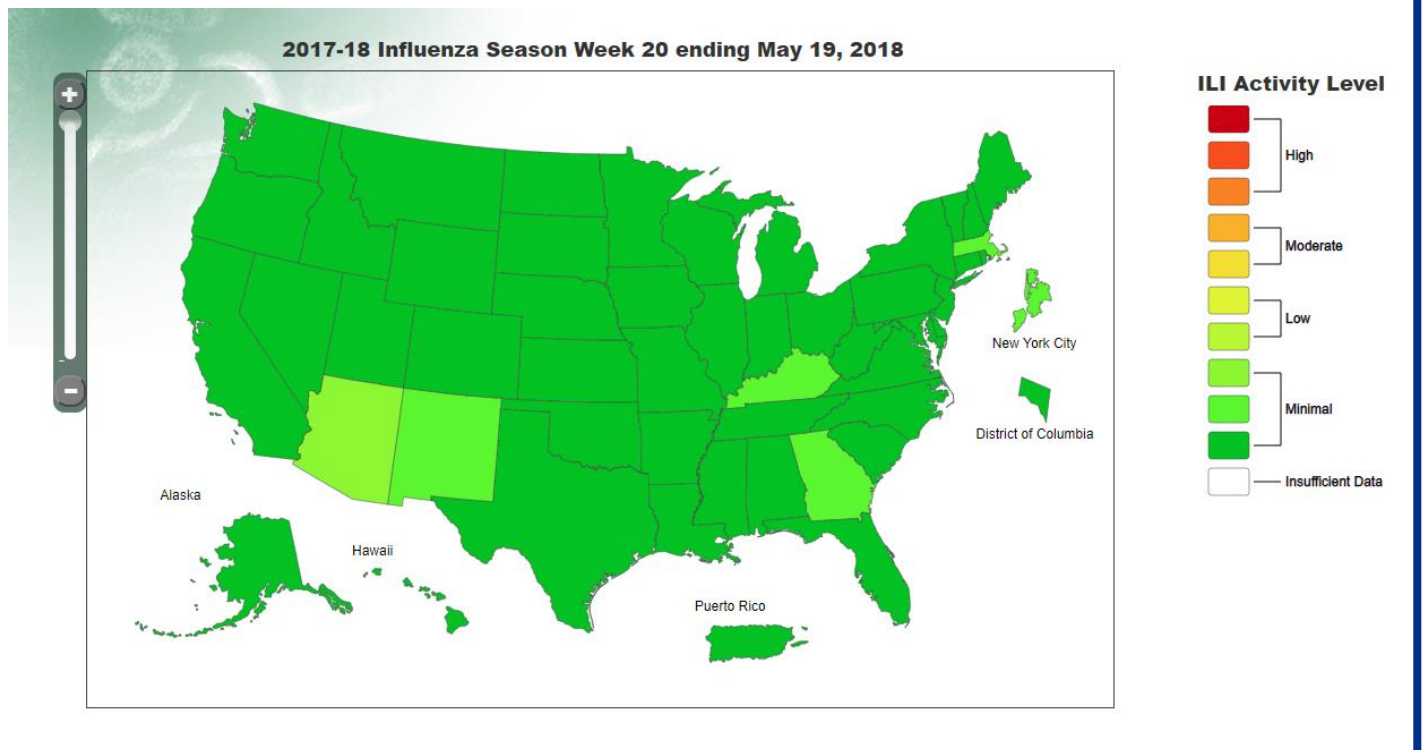 2017-18 Influenza Season Week 20 ending May 19, 2018
ILI Activity Level
High
Moderate
Low
Minimal
Insufficient Data
New York City
District of Columbia
Alaska
Hawaii
Puerto Rico